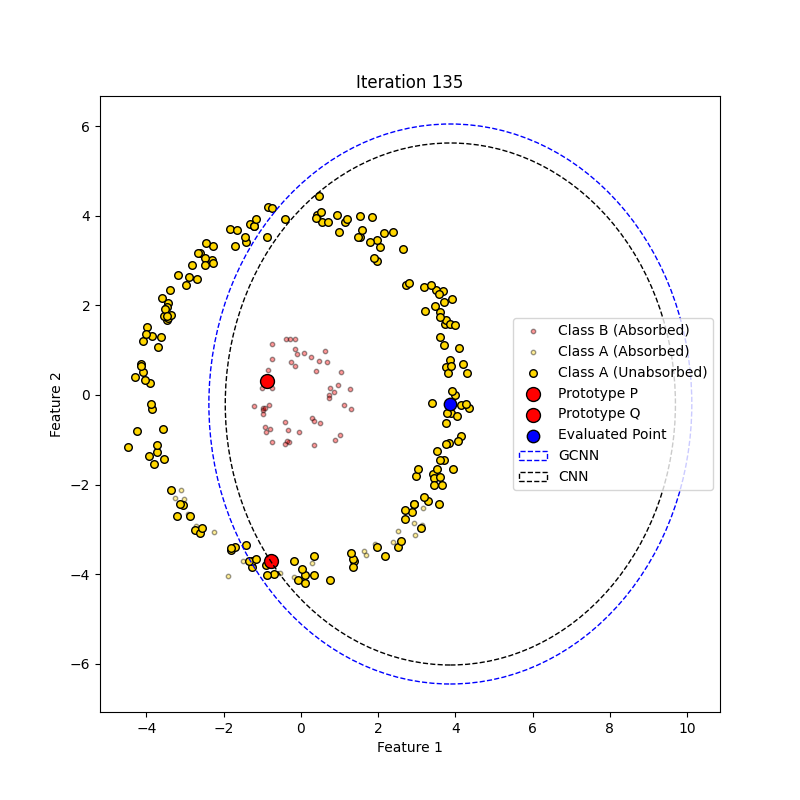 Iteration 135
6
4
2
0
−2
−4
−6
Feature 2
Class B (Absorbed)
Class A (Absorbed)
Class A (Unabsorbed)
Prototype P
Prototype Q
Evaluated Point
GCNN
CNN
−4 −2 0 2 4 6 8 10
Feature 1